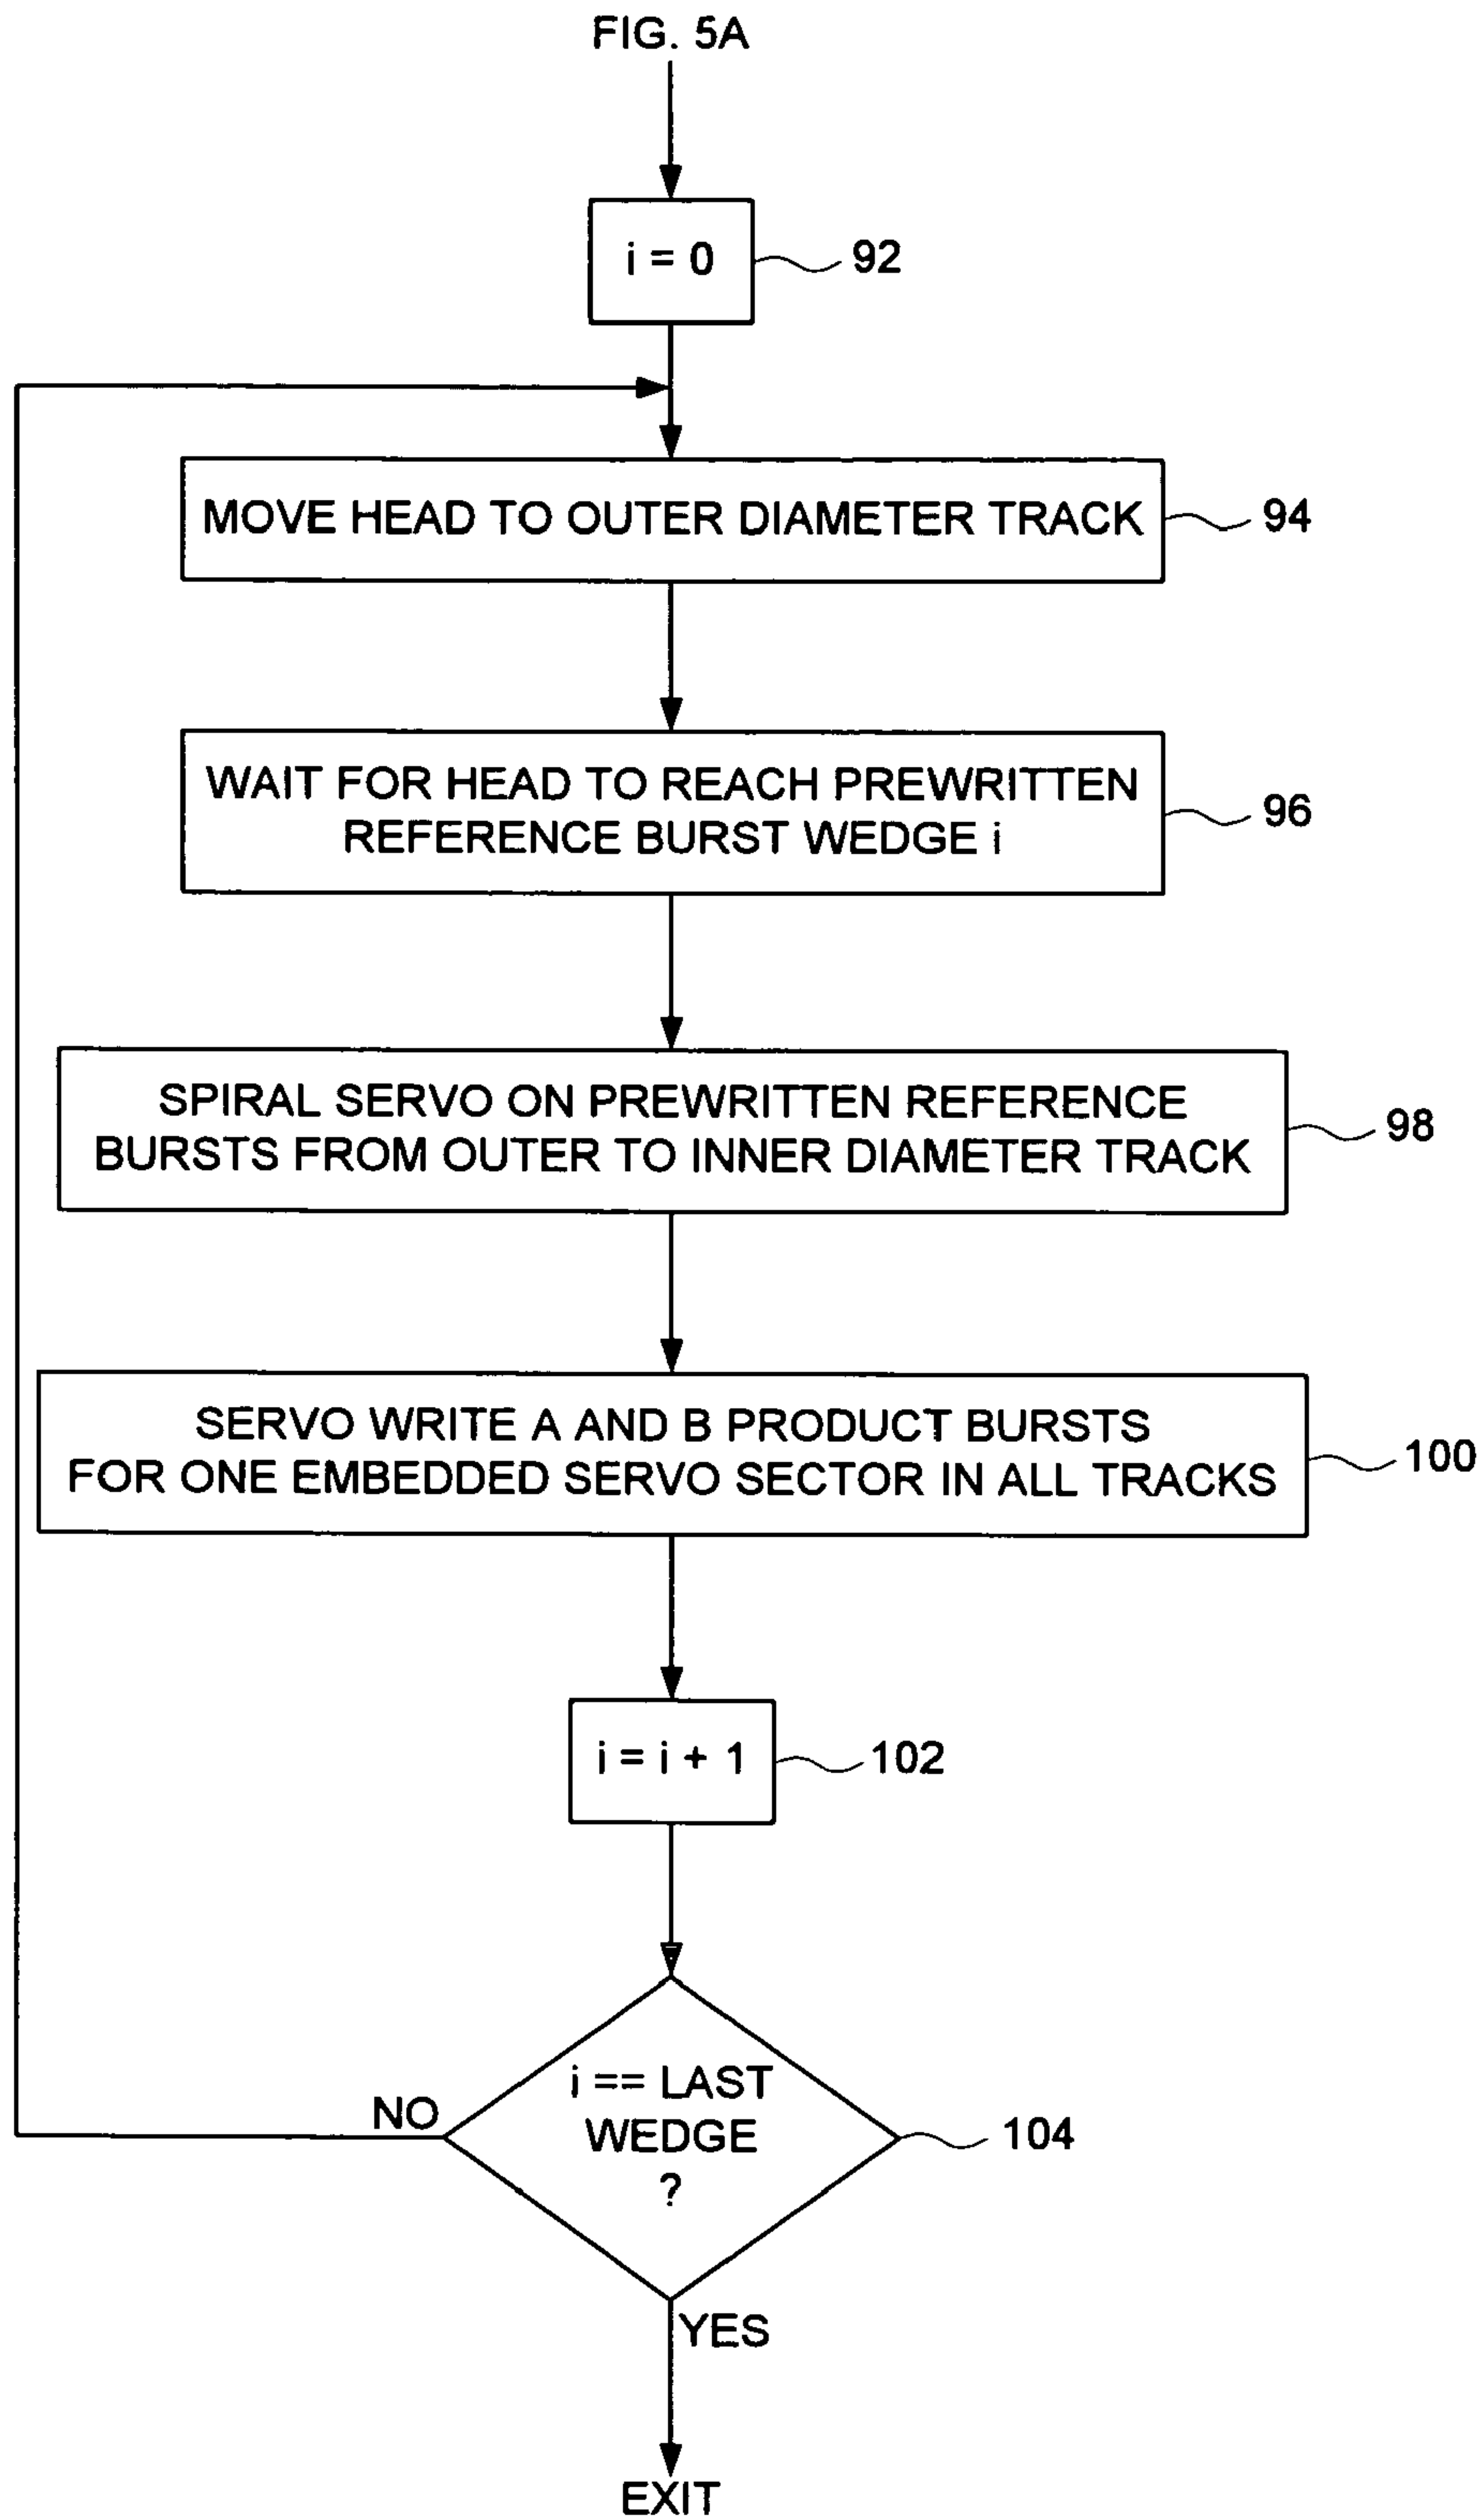 FIG. 5A
i = 0
92
MOVE HEAD TO OUTER DIAMETER TRACK
94
WAIT FOR HEAD TO REACH PREWRITTEN
REFERENCE BURST WEDGE i
96
SPIRAL SERVO ON PREWRITTEN REFERENCE
BURSTS FROM OUTER TO INNER DIAMETER TRACK
98
SERVO WRITE A AND B PRODUCT BURSTS
FOR ONE EMBEDDED SERVO SECTOR IN ALL TRACKS
100
i = i + 1
102
i == LAST
WEDGE
?
NO
104
YES
EXIT